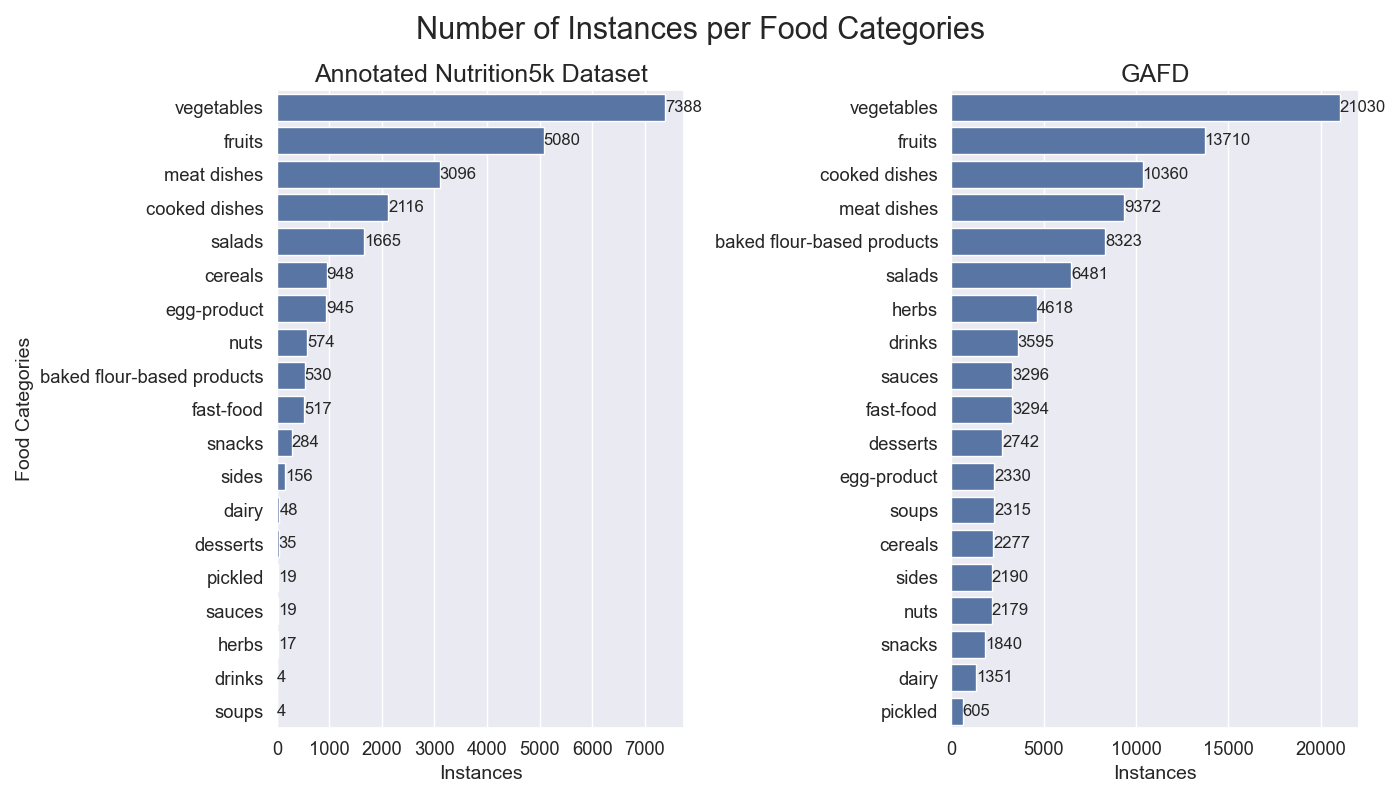 Number of Instances per Food Categories
Annotated Nutrition5k Dataset
Food Categories
vegetables 7388
fruits 5080
meat dishes 3096
cooked dishes 2116
salads 1665
cereals 948
egg-product 945
nuts 574
baked flour-based products 530
fast-food 517
snacks 284
sides 156
dairy 48
desserts 35
pickled 19
sauces 19
herbs 17
drinks 4
soups 4
0 1000 2000 3000 4000 5000 6000 7000
Instances
GAFD
vegetables 21030
fruits 13710
cooked dishes 10360
meat dishes 9372
baked flour-based products 8323
salads 6481
herbs 4618
drinks 3595
sauces 3296
fast-food 3294
desserts 2742
egg-product 2330
soups 2315
cereals 2277
sides 2190
nuts 2179
snacks 1840
dairy 1351
pickled 605
0 5000 10000 15000 20000
Instances